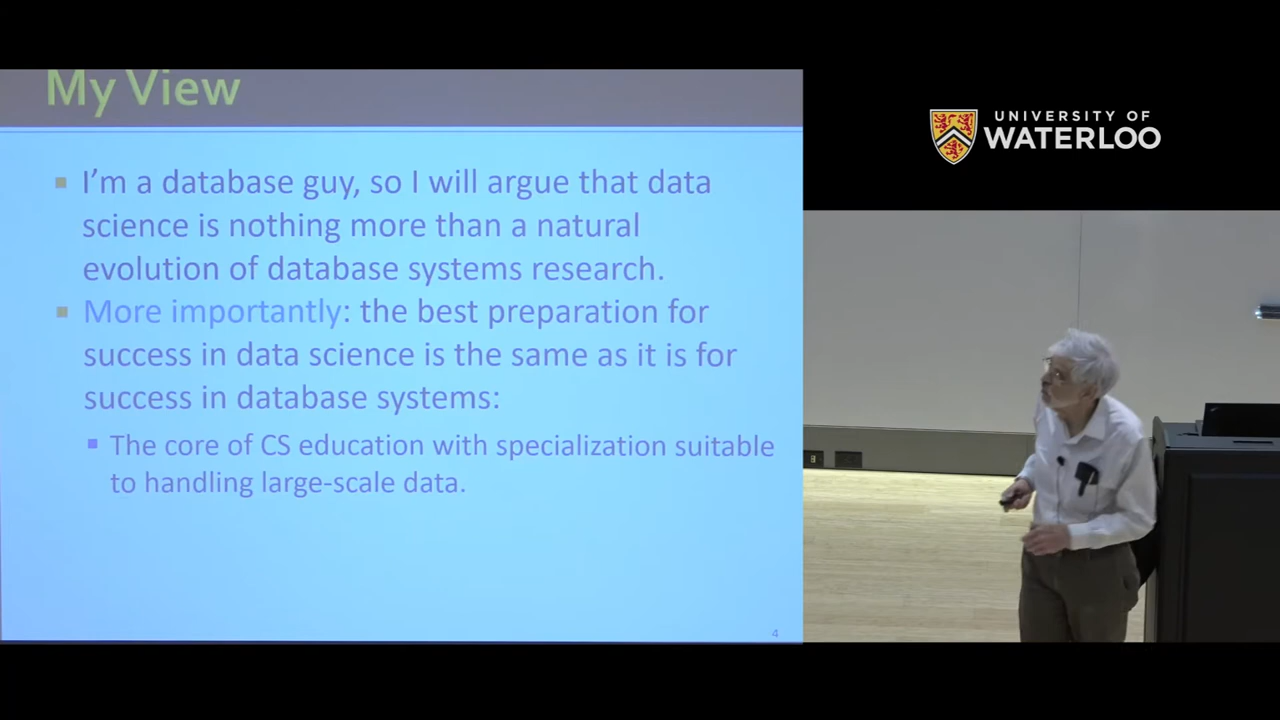 My View
I'm a database guy, so I will argue that data
science is nothing more than a natural
evolution of database systems research.
More importantly: the best preparation for
success in data science is the same as it is for
success in database systems:
The core of CS education with specialization suitable
to handling large-scale data.
4
UNIVERSITY OF
WATERLOO